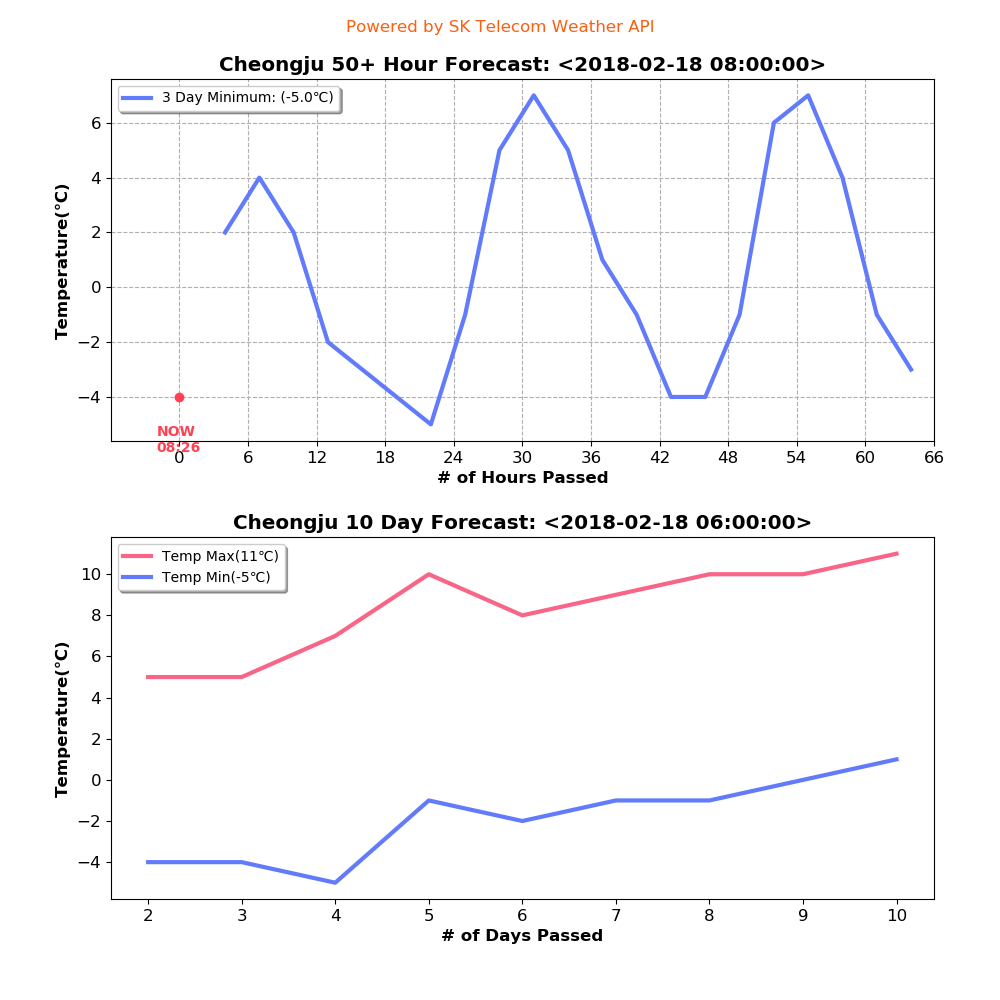 Powered by SK Telecom Weather API
Cheongju 50+ Hour Forecast: <2018-02-18 08:00:00>
3 Day Minimum: (-5.0℃)
Temperature(℃)
6
4
2
0
−2
−4
NOW
08:26
0 6 12 18 24 30 36 42 48 54 60 66
# of Hours Passed
Cheongju 10 Day Forecast: <2018-02-18 06:00:00>
Temp Max(11℃)
Temp Min(-5℃)
Temperature(℃)
10
8
6
4
2
0
−2
−4
2 3 4 5 6 7 8 9 10
# of Days Passed